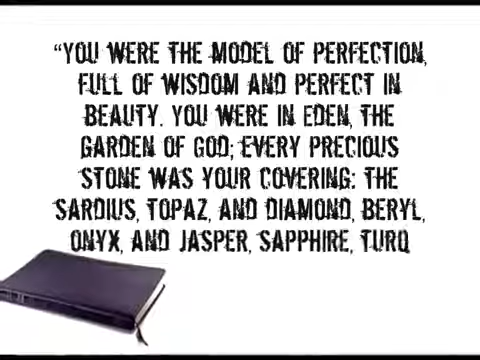 “YOU WERE THE MODEL OF PERFECTION,
FULL OF WISDOM AND PERFECT IN
BEAUTY. YOU WERE IN EDEN, THE
GARDEN OF GOD; EVERY PRECIOUS
STONE WAS YOUR COVERING: THE
SARDIUS, TOPAZ, AND DIAMOND, BERYL,
ONYX, AND JASPER, SAPPHIRE, TURQ